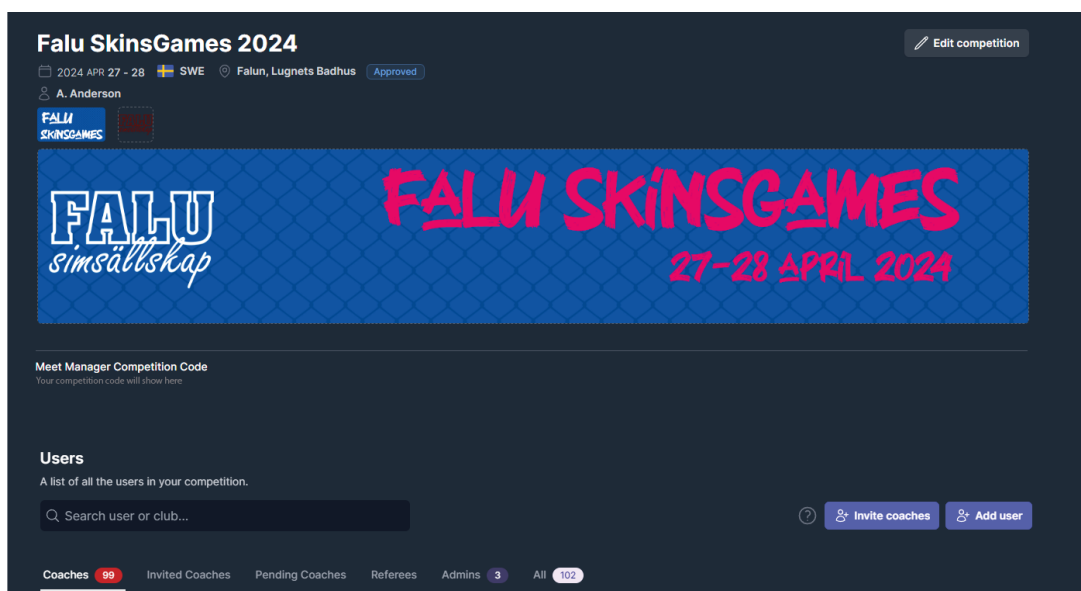 Falu SkinsGames 2024
Edit competition
2024 APR 27 - 28 SWE Falun, Lugnets Badhus Approved
A. Anderson
FALU
SKiNSGAMES
FALU
simsällskap
FALU SKiNSGAMES
27-28 APRiL 2024
Meet Manager Competition Code
Your competition code will show here
Users
A list of all the users in your competition.
Search user or club...
? Invite coaches Add user
Coaches 99 Invited Coaches Pending Coaches Referees Admins 3 All 102